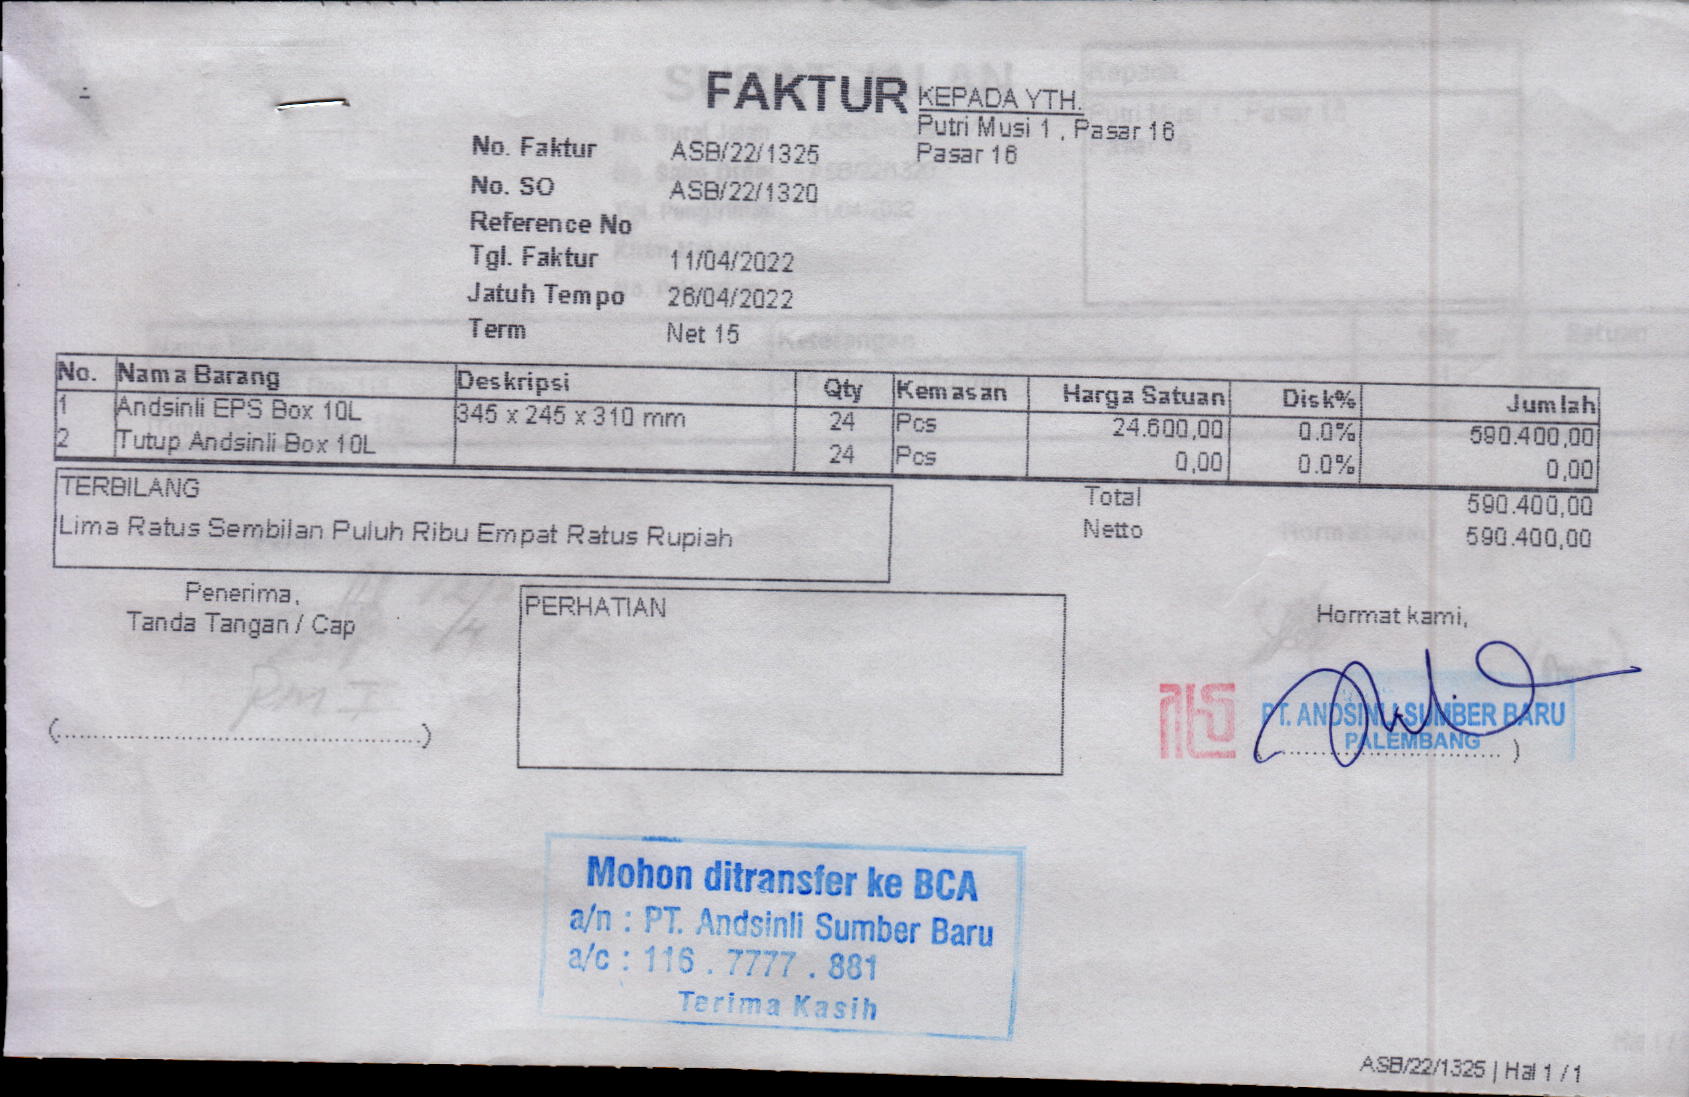 FAKTUR
KEPADA YTH.
Putri Musi 1 , Pasar 16
Pasar 16
No. Faktur ASB/22/1325
No. SO ASB/22/1320
Reference No
Tgl. Faktur 11/04/2022
Jatuh Tempo 26/04/2022
Term Net 15
No. Nama Barang Deskripsi Qty Kemasan Harga Satuan Disk% Jumlah
1 Andsinli EPS Box 10L 345 x 245 x 310 mm 24 Pcs 24.600,00 0.0% 590.400,00
2 Tutup Andsinli Box 10L 24 Pcs 0,00 0.0% 0,00
TERBILANG
Lima Ratus Sembilan Puluh Ribu Empat Ratus Rupiah
Total 590.400,00
Netto 590.400,00
Penerima,
Tanda Tangan / Cap
RM I
(..............................................)
PERHATIAN
Hormat kami,
PT. ANDSINLI SUMBER BARU
PALEMBANG
Mohon ditransfer ke BCA
a/n : PT. Andsinli Sumber Baru
a/c : 116 . 7777 . 881
Terima Kasih
ASB/22/1325 | Hal 1 / 1